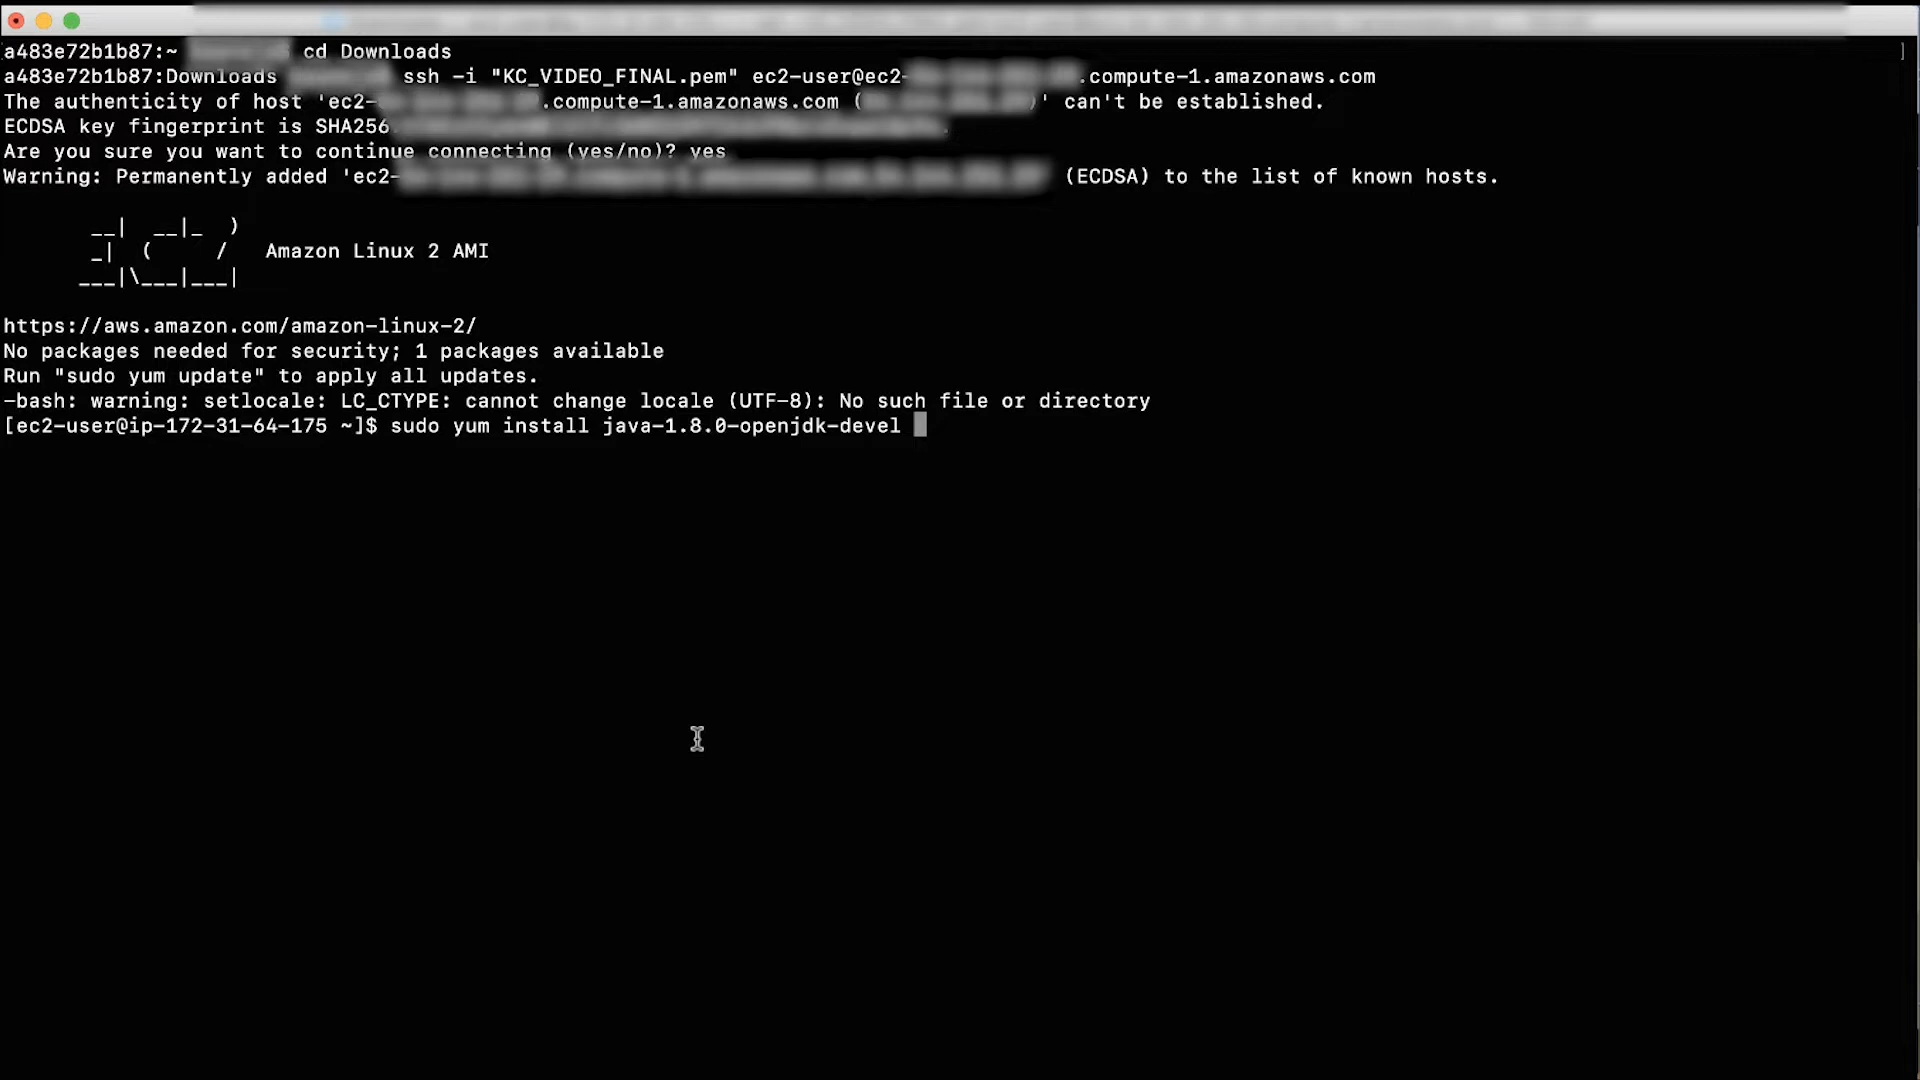 a483e72b1b87:~ cd Downloads
a483e72b1b87:Downloads ssh -i "KC_VIDEO_FINAL.pem" ec2-user@ec2- .compute-1.amazonaws.com
The authenticity of host 'ec2- .compute-1.amazonaws.com ( )' can't be established.
ECDSA key fingerprint is SHA256
Are you sure you want to continue connecting (yes/no)? yes
Warning: Permanently added 'ec2- (ECDSA) to the list of known hosts.
__|  __|_  )
_|  (     /   Amazon Linux 2 AMI
___|\___|___|
https://aws.amazon.com/amazon-linux-2/
No packages needed for security; 1 packages available
Run "sudo yum update" to apply all updates.
-bash: warning: setlocale: LC_CTYPE: cannot change locale (UTF-8): No such file or directory
[ec2-user@ip-172-31-64-175 ~]$ sudo yum install java-1.8.0-openjdk-devel